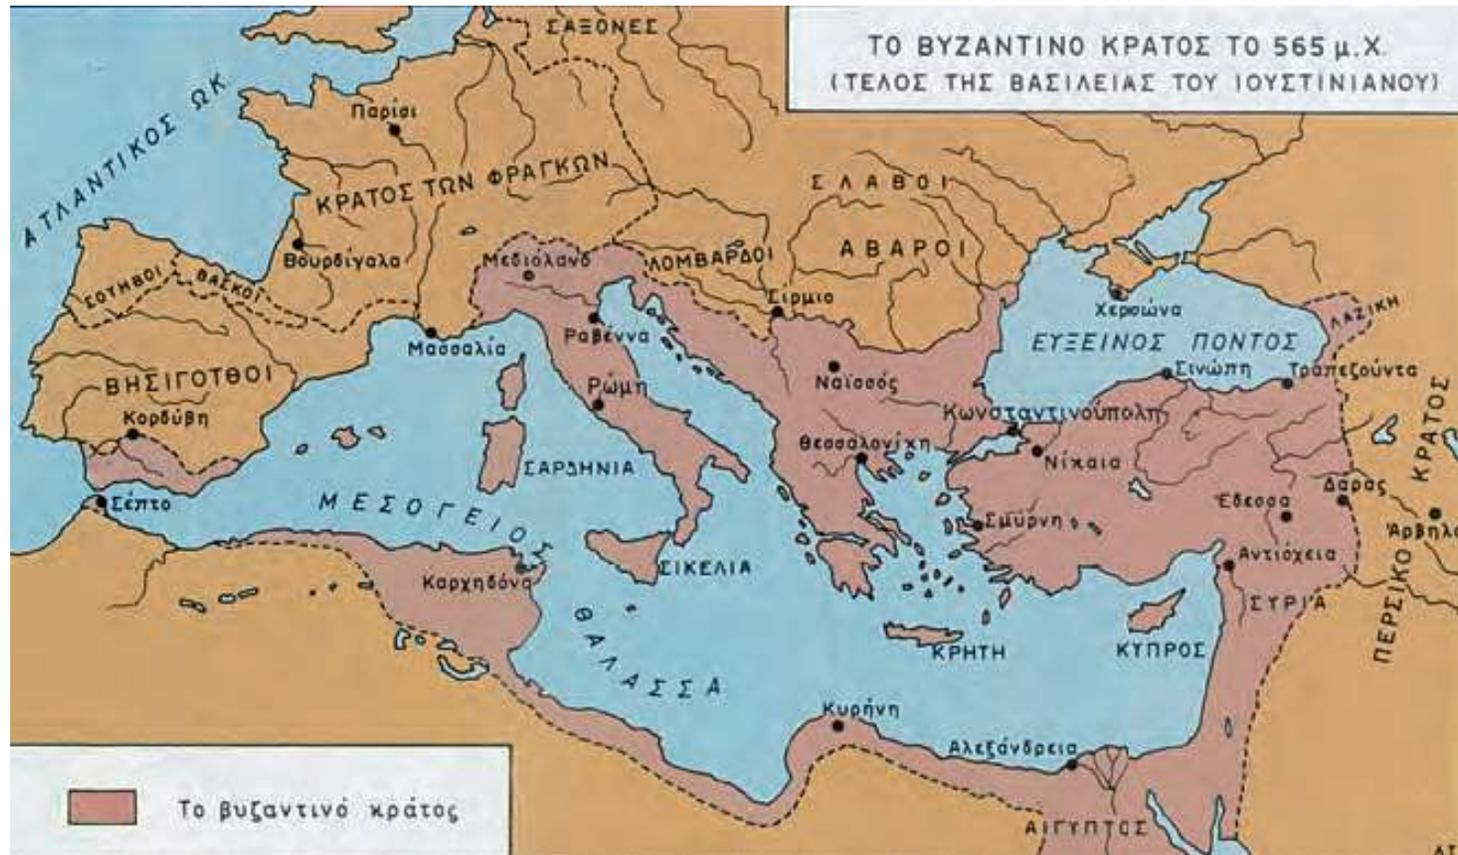 ΤΟ ΒΥΖΑΝΤΙΝΟ ΚΡΑΤΟΣ ΤΟ 565 μ.Χ.
(ΤΕΛΟΣ ΤΗΣ ΒΑΣΙΛΕΙΑΣ ΤΟΥ ΙΟΥΣΤΙΝΙΑΝΟΥ)
ΣΑΞΟΝΕΣ
ΑΤΛΑΝΤΙΚΟΣ ΩΚ.
Παρίσι
ΚΡΑΤΟΣ ΤΩΝ ΦΡΑΓΚΩΝ
ΣΛΑΒΟΙ
ΑΒΑΡΟΙ
Βουρδίγαλα
Μεδιόλανο
ΛΟΜΒΑΡΔΟΙ
ΣΟΥΗΒΟΙ
ΒΑΣΚΟΙ
Σίρμιο
Χερσώνα
ΛΑΖΙΚΗ
Μασσαλία
Ραβέννα
ΕΥΞΕΙΝΟΣ ΠΟΝΤΟΣ
ΒΗΣΙΓΟΤΘΟΙ
Ρώμη
Ναϊσσός
Σινώπη
Τραπεζούντα
Κορδύβη
Κωνσταντινούπολη
Θεσσαλονίκη
Νίκαια
ΣΑΡΔΗΝΙΑ
Σέπτο
ΜΕΣΟΓΕΙΟΣ
ΘΑΛΑΣΣΑ
Σμύρνη
Έδεσσα
Δάρας
ΠΕΡΣΙΚΟ ΚΡΑΤΟΣ
Καρχηδόνα
ΣΙΚΕΛΙΑ
Αντιόχεια
ΣΥΡΙΑ
ΚΡΗΤΗ
ΚΥΠΡΟΣ
Κυρήνη
Αλεξάνδρεια
ΑΙΓΥΠΤΟΣ
Το βυζαντινό κράτος